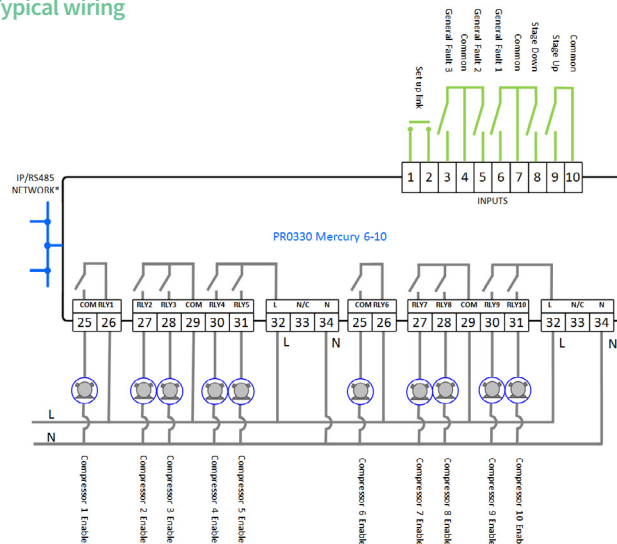 Typical wiring
General Fault 3
Common
General Fault 2
General Fault 1
Common
Stage Down
Stage Up
Common
Set up link
1 2 3 4 5 6 7 8 9 10
INPUTS
IP/RS485
NETWORK*
PR0330 Mercury 6-10
COM RLY1 RLY2 RLY3 COM RLY4 RLY5 L N/C N COM RLY6 RLY7 RLY8 COM RLY9 RLY10 L N/C N
25 26 27 28 29 30 31 32 33 34 25 26 27 28 29 30 31 32 33 34
L N L N
L
N
Compressor 1 Enable
Compressor 2 Enable
Compressor 3 Enable
Compressor 4 Enable
Compressor 5 Enable
Compressor 6 Enable
Compressor 7 Enable
Compressor 8 Enable
Compressor 9 Enable
Compressor 10 Enab